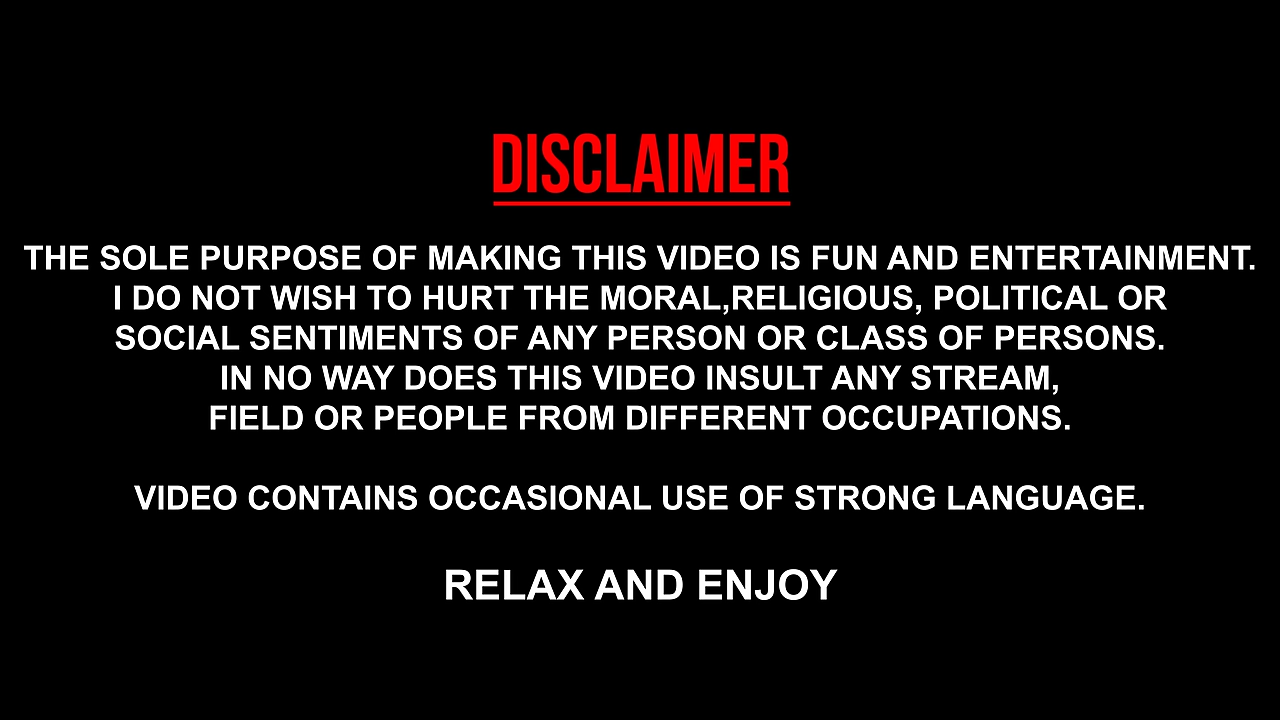 DISCLAIMER
THE SOLE PURPOSE OF MAKING THIS VIDEO IS FUN AND ENTERTAINMENT.
I DO NOT WISH TO HURT THE MORAL,RELIGIOUS, POLITICAL OR
SOCIAL SENTIMENTS OF ANY PERSON OR CLASS OF PERSONS.
IN NO WAY DOES THIS VIDEO INSULT ANY STREAM,
FIELD OR PEOPLE FROM DIFFERENT OCCUPATIONS.
VIDEO CONTAINS OCCASIONAL USE OF STRONG LANGUAGE.
RELAX AND ENJOY